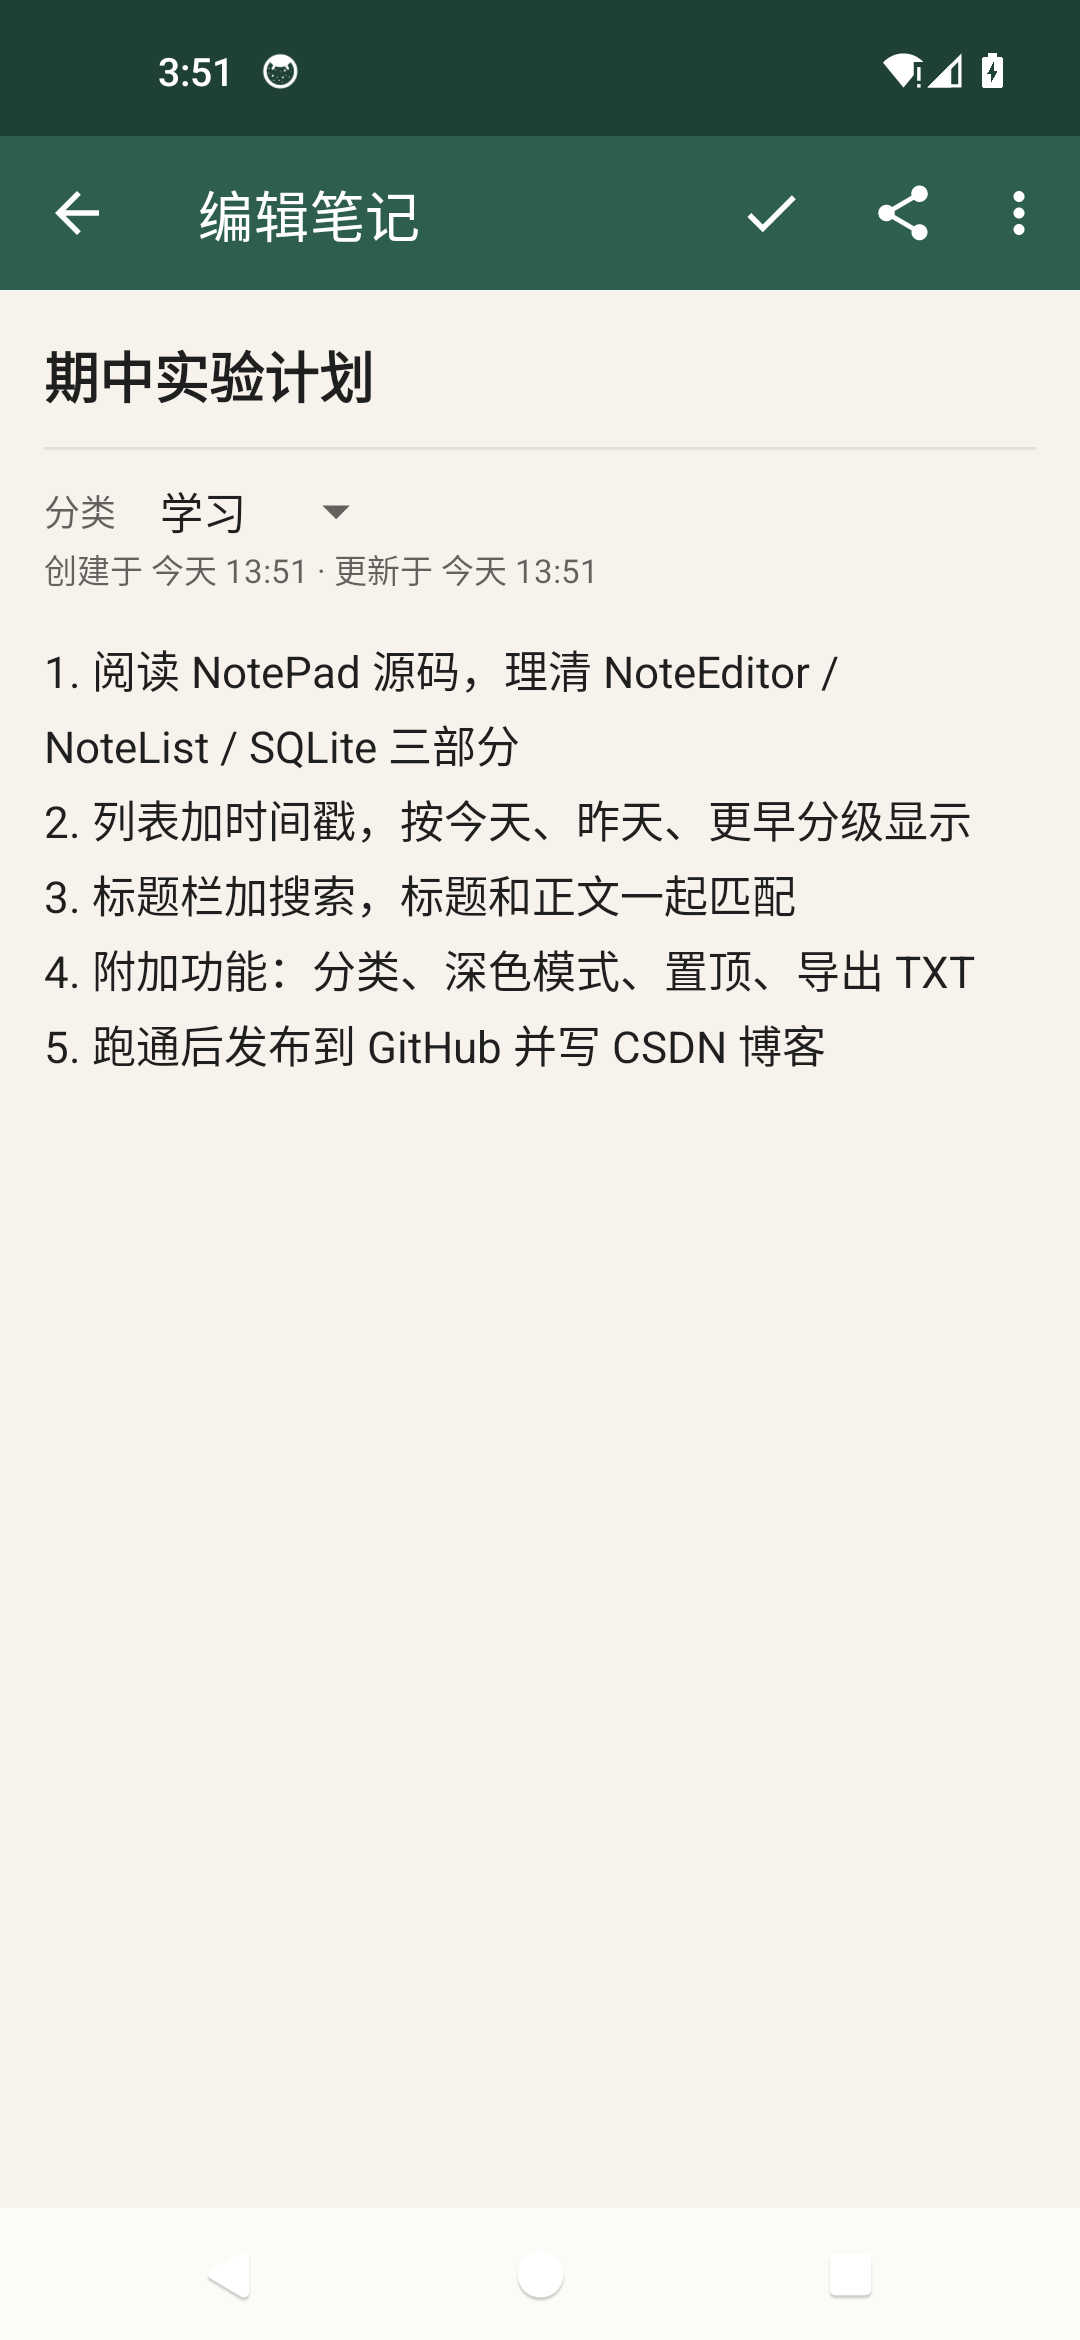 3:51
编辑笔记
期中实验计划
分类 学习
创建于 今天 13:51 · 更新于 今天 13:51
1. 阅读 NotePad 源码，理清 NoteEditor /
NoteList / SQLite 三部分
2. 列表加时间戳，按今天、昨天、更早分级显示
3. 标题栏加搜索，标题和正文一起匹配
4. 附加功能：分类、深色模式、置顶、导出 TXT
5. 跑通后发布到 GitHub 并写 CSDN 博客